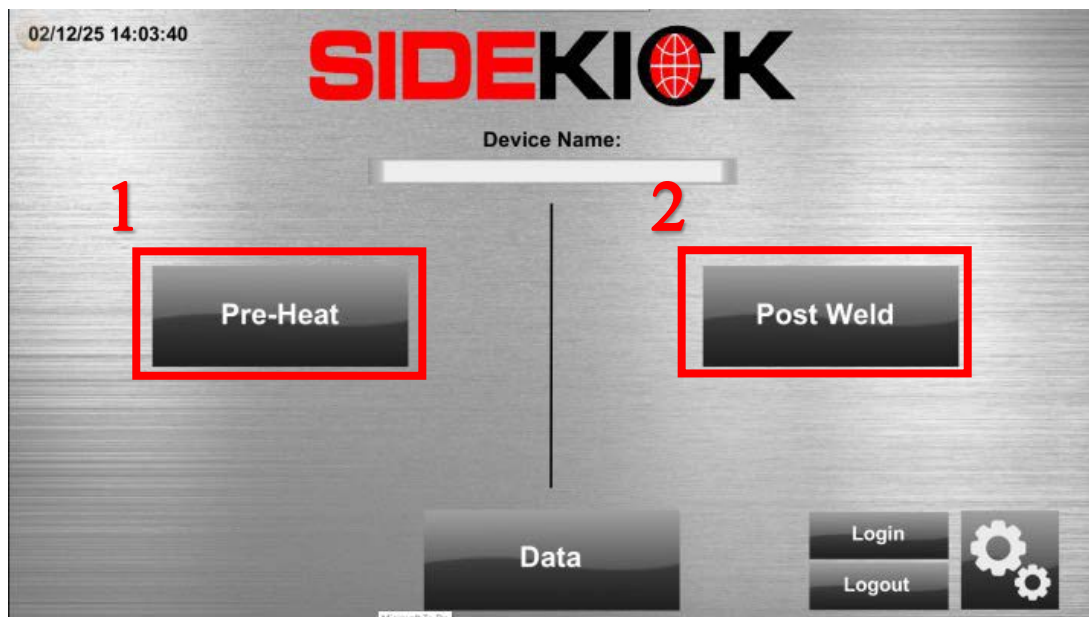 02/12/25 14:03:40
SIDEKICK
Device Name:
1
2
Pre-Heat
Post Weld
Data
Login
Logout